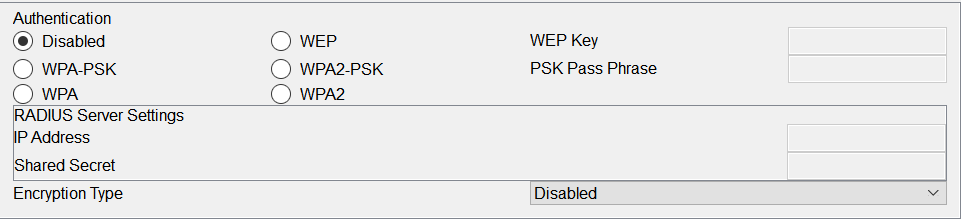 Authentication
Disabled WEP WEP Key
WPA-PSK WPA2-PSK PSK Pass Phrase
WPA WPA2
RADIUS Server Settings
IP Address
Shared Secret
Encryption Type Disabled